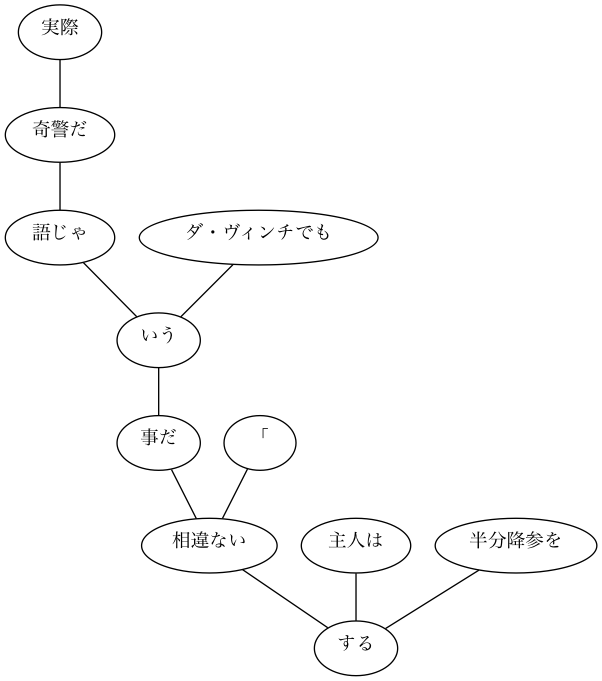 実際
奇警だ
語じゃ
ダ・ヴィンチでも
いう
事だ
「
相違ない
主人は
半分降参を
する